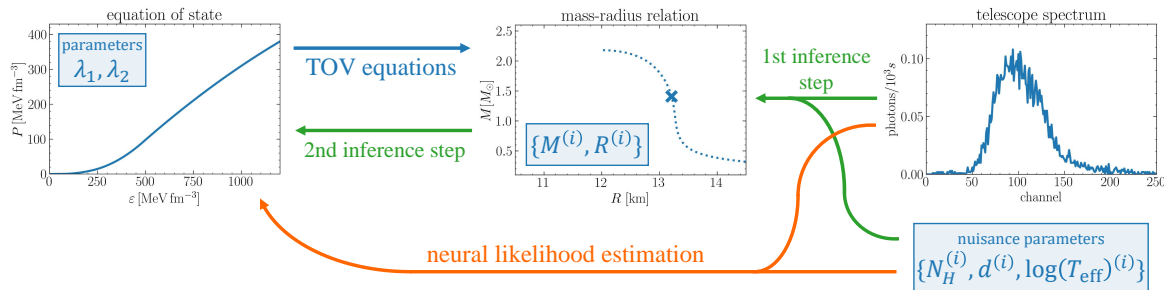 equation of state
400
300
200
100
0
P [MeV fm⁻³]
0 250 500 750 1000
ε [MeV fm⁻³]
parameters
λ₁, λ₂
TOV equations
2nd inference step
mass-radius relation
2.5
2.0
1.5
1.0
0.5
M [M⊙]
11 12 13 14
R [km]
{M⁽ⁱ⁾, R⁽ⁱ⁾}
1st inference
step
telescope spectrum
0.10
0.05
0.00
photons/10³s
0 50 100 150 200 250
channel
neural likelihood estimation
nuisance parameters
{N_H⁽ⁱ⁾, d⁽ⁱ⁾, log(T_eff)⁽ⁱ⁾}